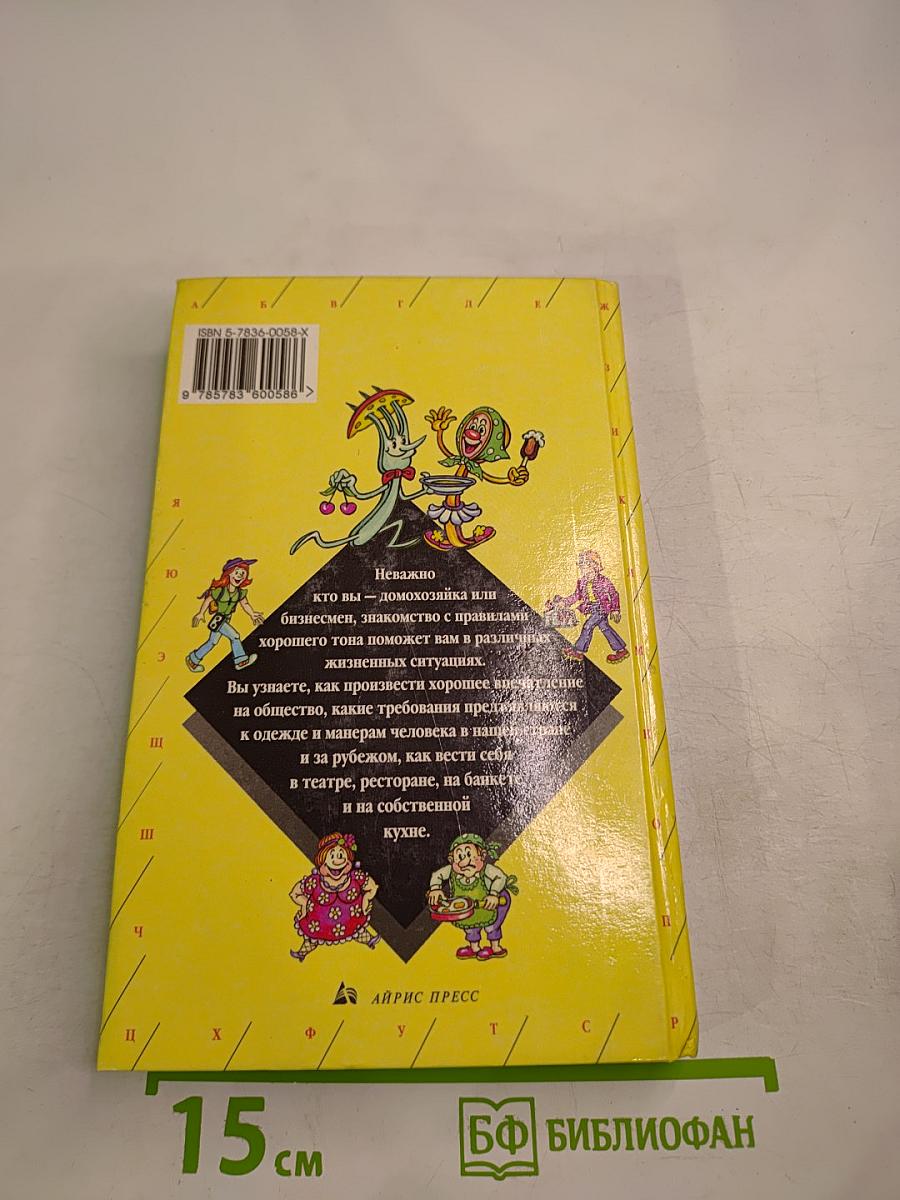 А Б В Г Д Е Ж
ISBN 5-7836-0058-X
9 785783 600586 >
З
И
К
Я
Ю
Э
Щ
Ш
Ч
Неважно
кто вы — домохозяйка или
бизнесмен, знакомство с правилами
хорошего тона поможет вам в различных
жизненных ситуациях.
Вы узнаете, как произвести хорошее впечатление
на общество, какие требования предъявляются
к одежде и манерам человека в нашей стране
и за рубежом, как вести себя
в театре, ресторане, на банкете
и на собственной
кухне.
М
О
П
АЙРИС ПРЕСС
Ц Х Ф У Т С Р
15 см
БФ БИБЛИОФАН